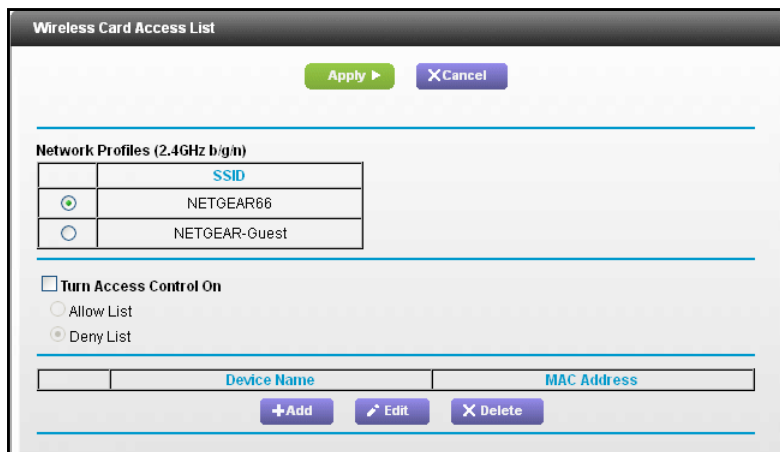 Wireless Card Access List
Apply
Cancel
Network Profiles (2.4GHz b/g/n)
SSID
NETGEAR66
NETGEAR-Guest
Turn Access Control On
Allow List
Deny List
Device Name MAC Address
Add Edit Delete